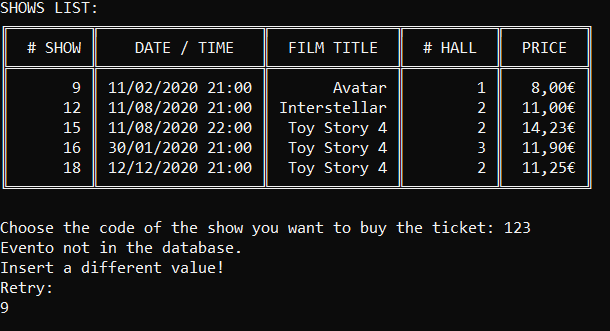 SHOWS LIST:
# SHOW DATE / TIME FILM TITLE # HALL PRICE
9 11/02/2020 21:00 Avatar 1 8,00€
12 11/08/2020 21:00 Interstellar 2 11,00€
15 11/08/2020 22:00 Toy Story 4 2 14,23€
16 30/01/2020 21:00 Toy Story 4 3 11,90€
18 12/12/2020 21:00 Toy Story 4 2 11,25€
Choose the code of the show you want to buy the ticket: 123
Evento not in the database.
Insert a different value!
Retry:
9